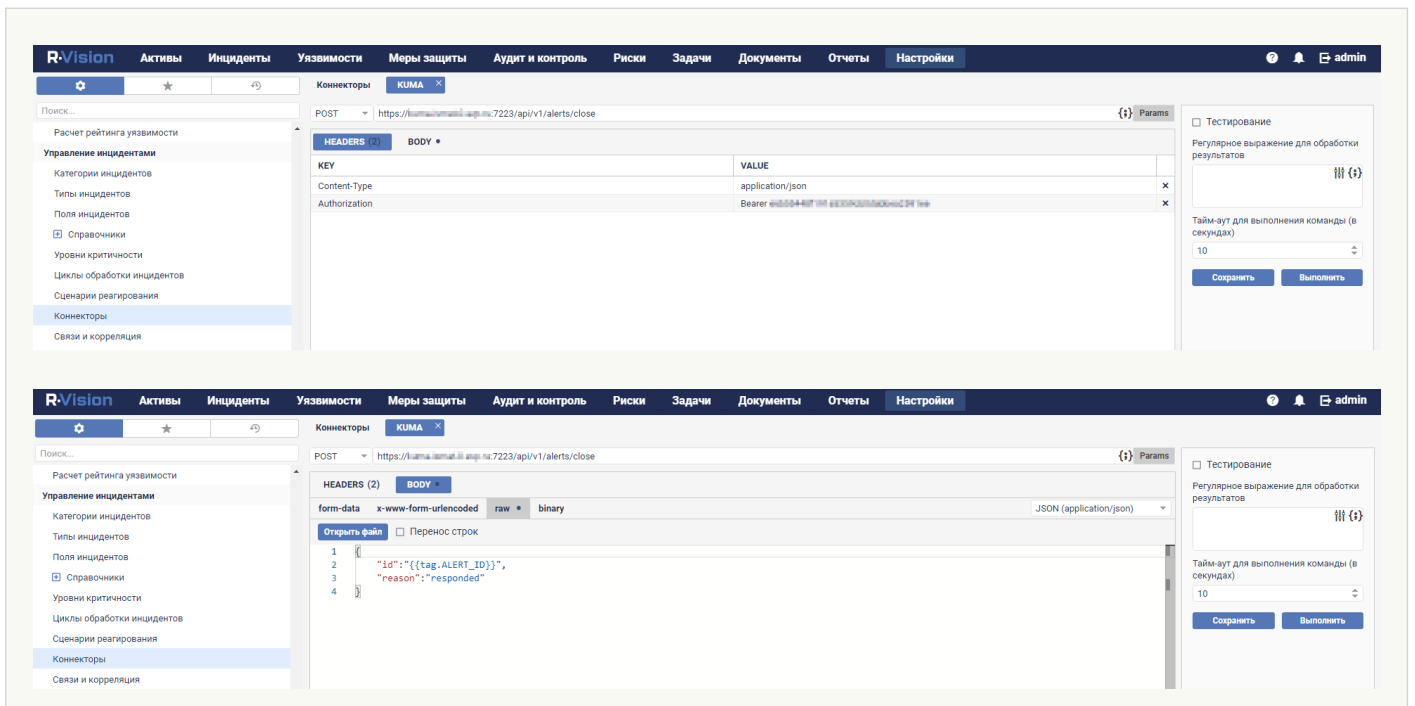 R·Vision Активы Инциденты Уязвимости Меры защиты Аудит и контроль Риски Задачи Документы Отчеты Настройки admin
Коннекторы KUMA
Поиск...
POST https:// :7223/api/v1/alerts/close {;} Params
Тестирование
Расчет рейтинга уязвимости
HEADERS (2) BODY
Регулярное выражение для обработки
результатов
Управление инцидентами
KEY VALUE
Категории инцидентов
Content-Type application/json
{;}
Типы инцидентов
Authorization Bearer
Поля инцидентов
Тайм-аут для выполнения команды (в
секундах)
Справочники
10
Уровни критичности
Циклы обработки инцидентов
Сохранить Выполнить
Сценарии реагирования
Коннекторы
Связи и корреляция
R·Vision Активы Инциденты Уязвимости Меры защиты Аудит и контроль Риски Задачи Документы Отчеты Настройки admin
Коннекторы KUMA
Поиск...
POST https:// :7223/api/v1/alerts/close {;} Params
Тестирование
Расчет рейтинга уязвимости
HEADERS (2) BODY
Регулярное выражение для обработки
результатов
Управление инцидентами
form-data x-www-form-urlencoded raw binary JSON (application/json)
Категории инцидентов
{;}
Типы инцидентов
Открыть файл Перенос строк
Поля инцидентов
1 {
2 "id":"{{tag.ALERT_ID}}",
3 "reason":"responded"
4 }
Тайм-аут для выполнения команды (в
секундах)
Справочники
10
Уровни критичности
Циклы обработки инцидентов
Сохранить Выполнить
Сценарии реагирования
Коннекторы
Связи и корреляция